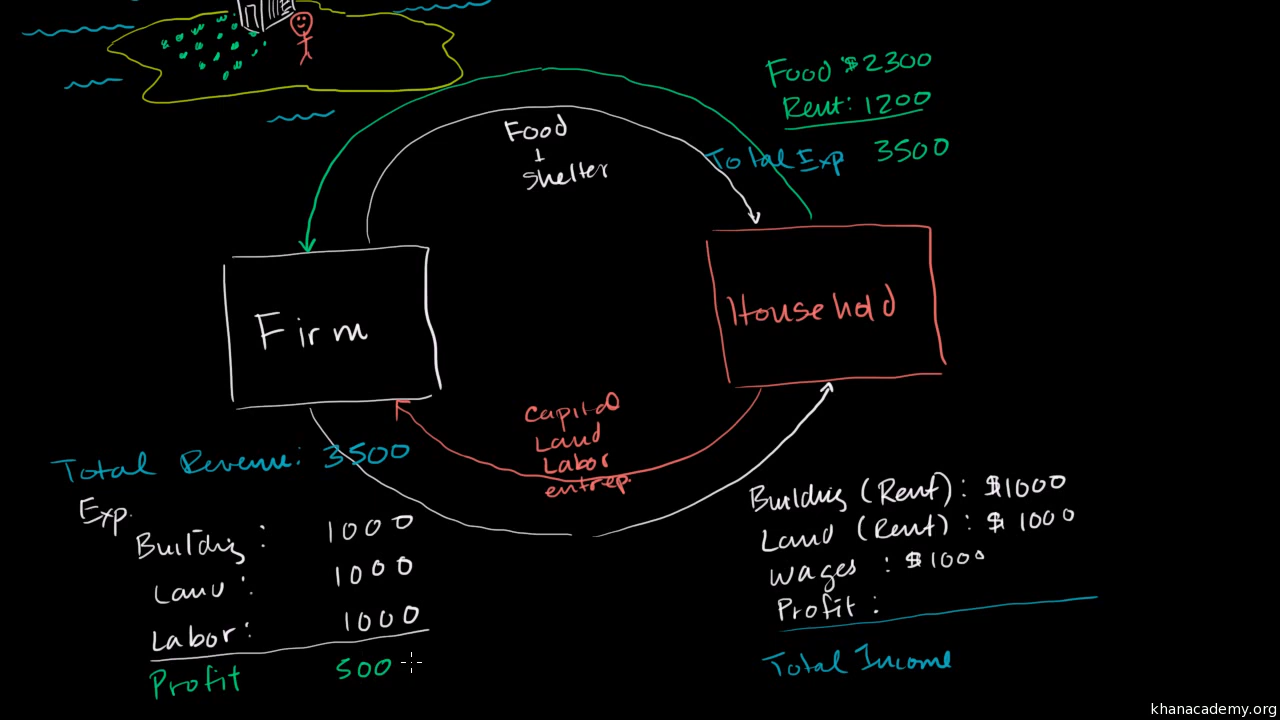 Food $2300
Rent: 1200
Total Exp 3500
Food
+
Shelter
Firm
Household
Capital
Land
Labor
entrep.
Total Revenue: 3500
Exp.
Building: 1000
Land: 1000
Labor: 1000
Profit 500
Building (Rent): $1000
Land (Rent): $1000
Wages: $1000
Profit:
Total Income
khanacademy.org